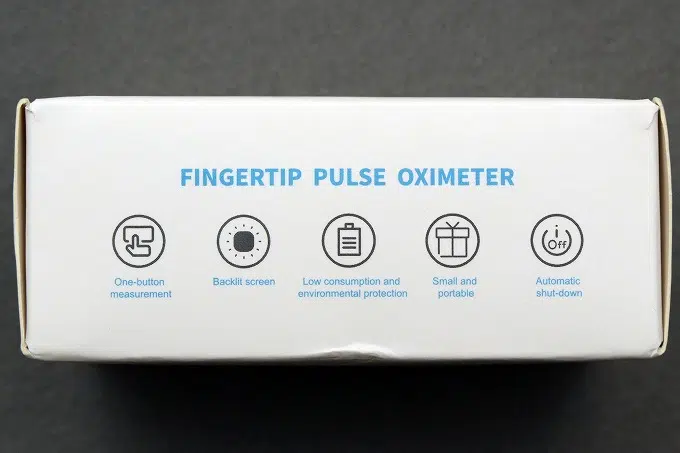 FINGERTIP PULSE OXIMETER
One-button
measurement
Backlit screen
Low consumption and
environmental protection
Small and
portable
Off
Automatic
shut-down